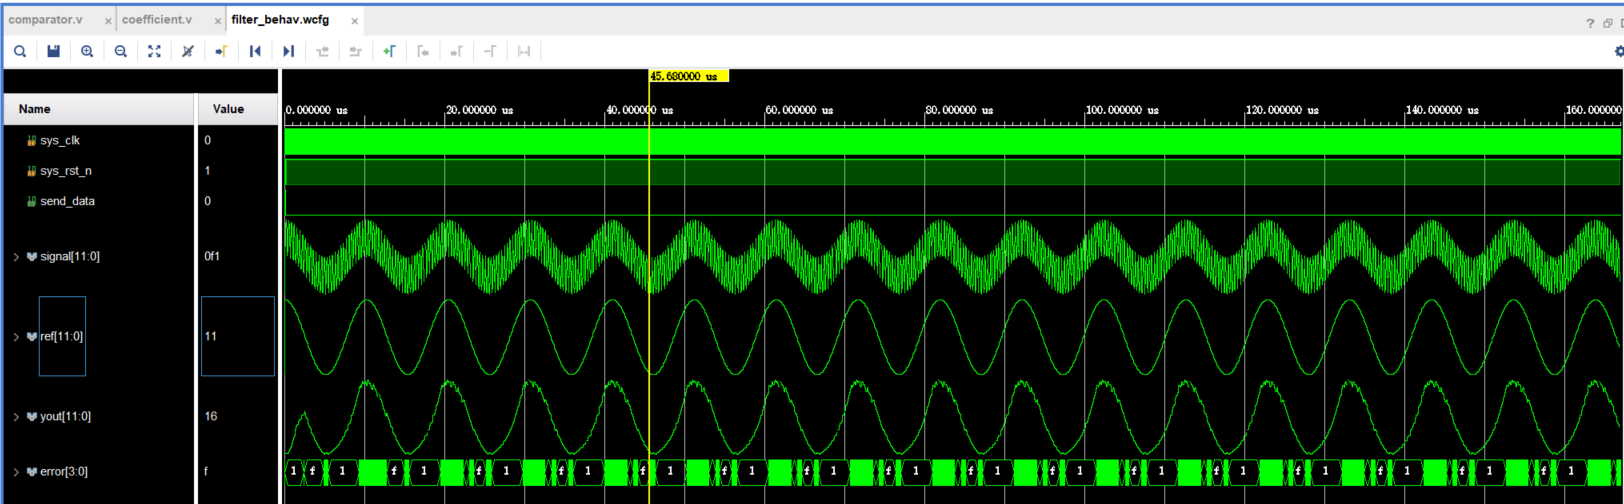 comparator.v × coefficient.v × filter_behav.wcfg ×
?
45.680000 us
Name Value 0.000000 us 20.000000 us 40.000000 us 60.000000 us 80.000000 us 100.000000 us 120.000000 us 140.000000 us 160.000000
sys_clk 0
sys_rst_n 1
send_data 0
> signal[11:0] 0f1
> ref[11:0] 11
> yout[11:0] 16
> error[3:0] f 1 f 1 f 1 f 1 f 1 f 1 f 1 f 1 f 1 f 1 f 1 f 1 f 1 f 1 f 1 f 1 f 1